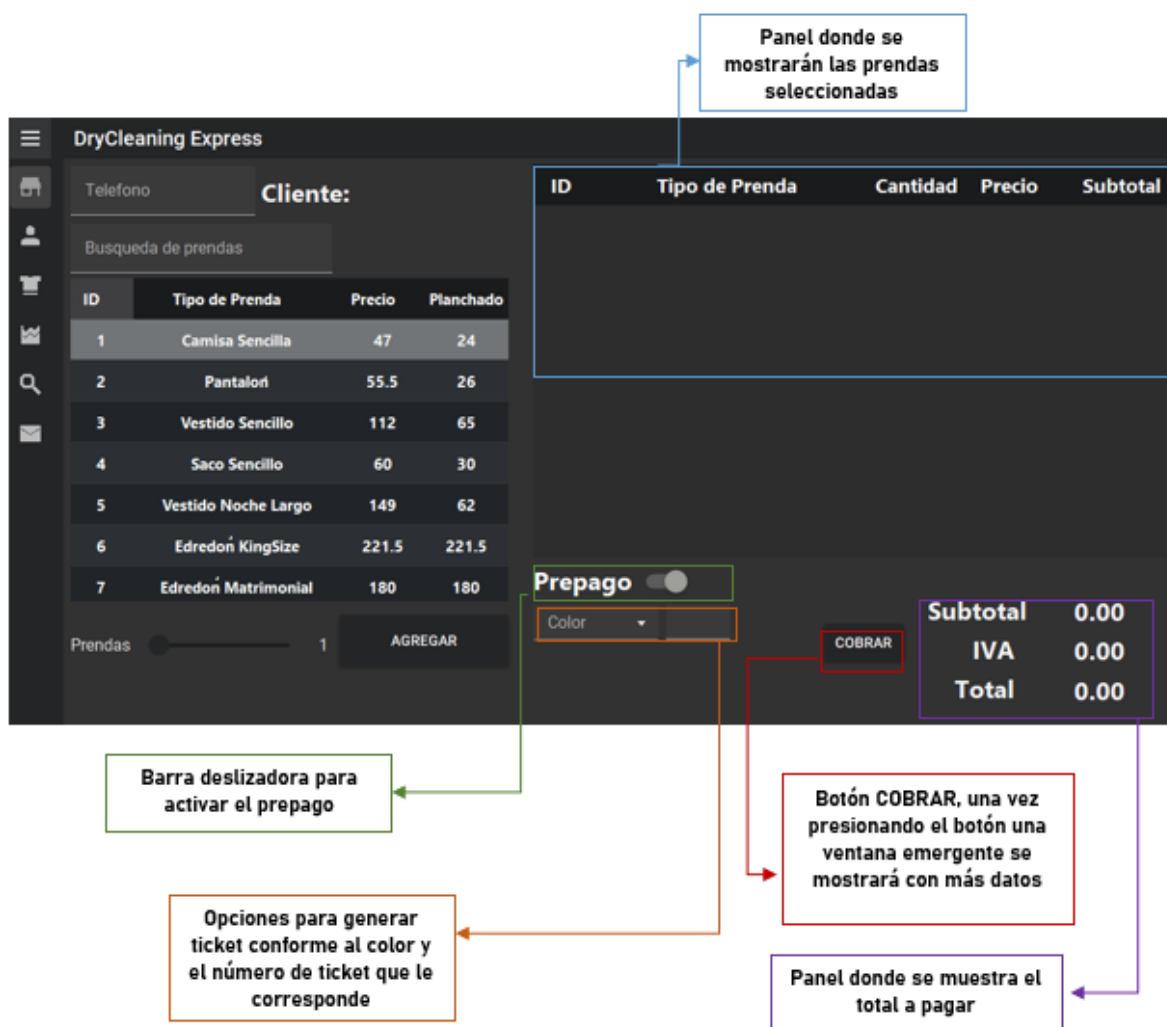 Panel donde se
mostrarán las prendas
seleccionadas
DryCleaning Express
Telefono Cliente:
Busqueda de prendas
ID Tipo de Prenda Precio Planchado
1 Camisa Sencilla 47 24
2 Pantaloń 55.5 26
3 Vestido Sencillo 112 65
4 Saco Sencillo 60 30
5 Vestido Noche Largo 149 62
6 Edredoń KingSize 221.5 221.5
7 Edredoń Matrimonial 180 180
Prendas 1 AGREGAR
ID Tipo de Prenda Cantidad Precio Subtotal
Prepago
Color
COBRAR
Subtotal 0.00
IVA 0.00
Total 0.00
Barra deslizadora para
activar el prepago
Botón COBRAR, una vez
presionando el botón una
ventana emergente se
mostrará con más datos
Opciones para generar
ticket conforme al color y
el número de ticket que le
corresponde
Panel donde se muestra el
total a pagar